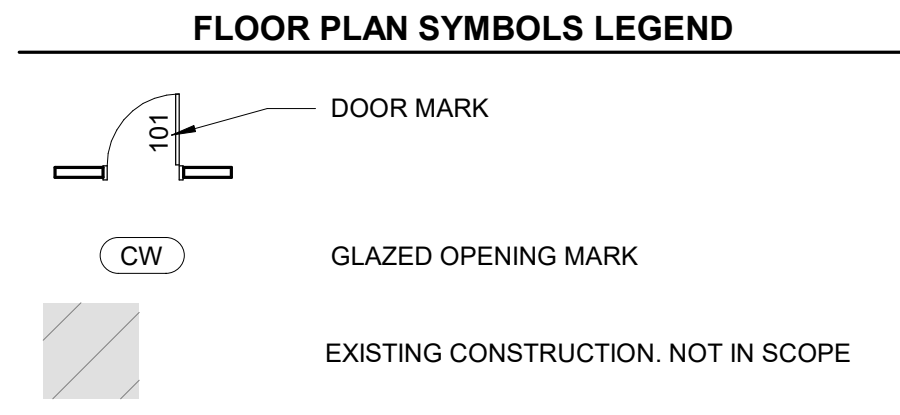 FLOOR PLAN SYMBOLS LEGEND
101
DOOR MARK
CW
GLAZED OPENING MARK
EXISTING CONSTRUCTION. NOT IN SCOPE